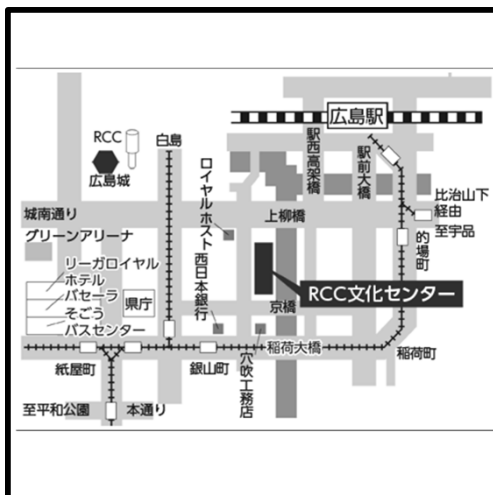 広島駅
RCC
白島
広島城
駅西高架橋
駅前大橋
ロイヤルホスト
比治山下
経由
至宇品
城南通り
上柳橋
グリーンアリーナ
的場町
リーガロイヤル
ホテル
パセーラ
そごう
バスセンター
県庁
西日本銀行
RCC文化センター
京橋
紙屋町
銀山町
穴吹工務店
稲荷大橋
稲荷町
至平和公園
本通り